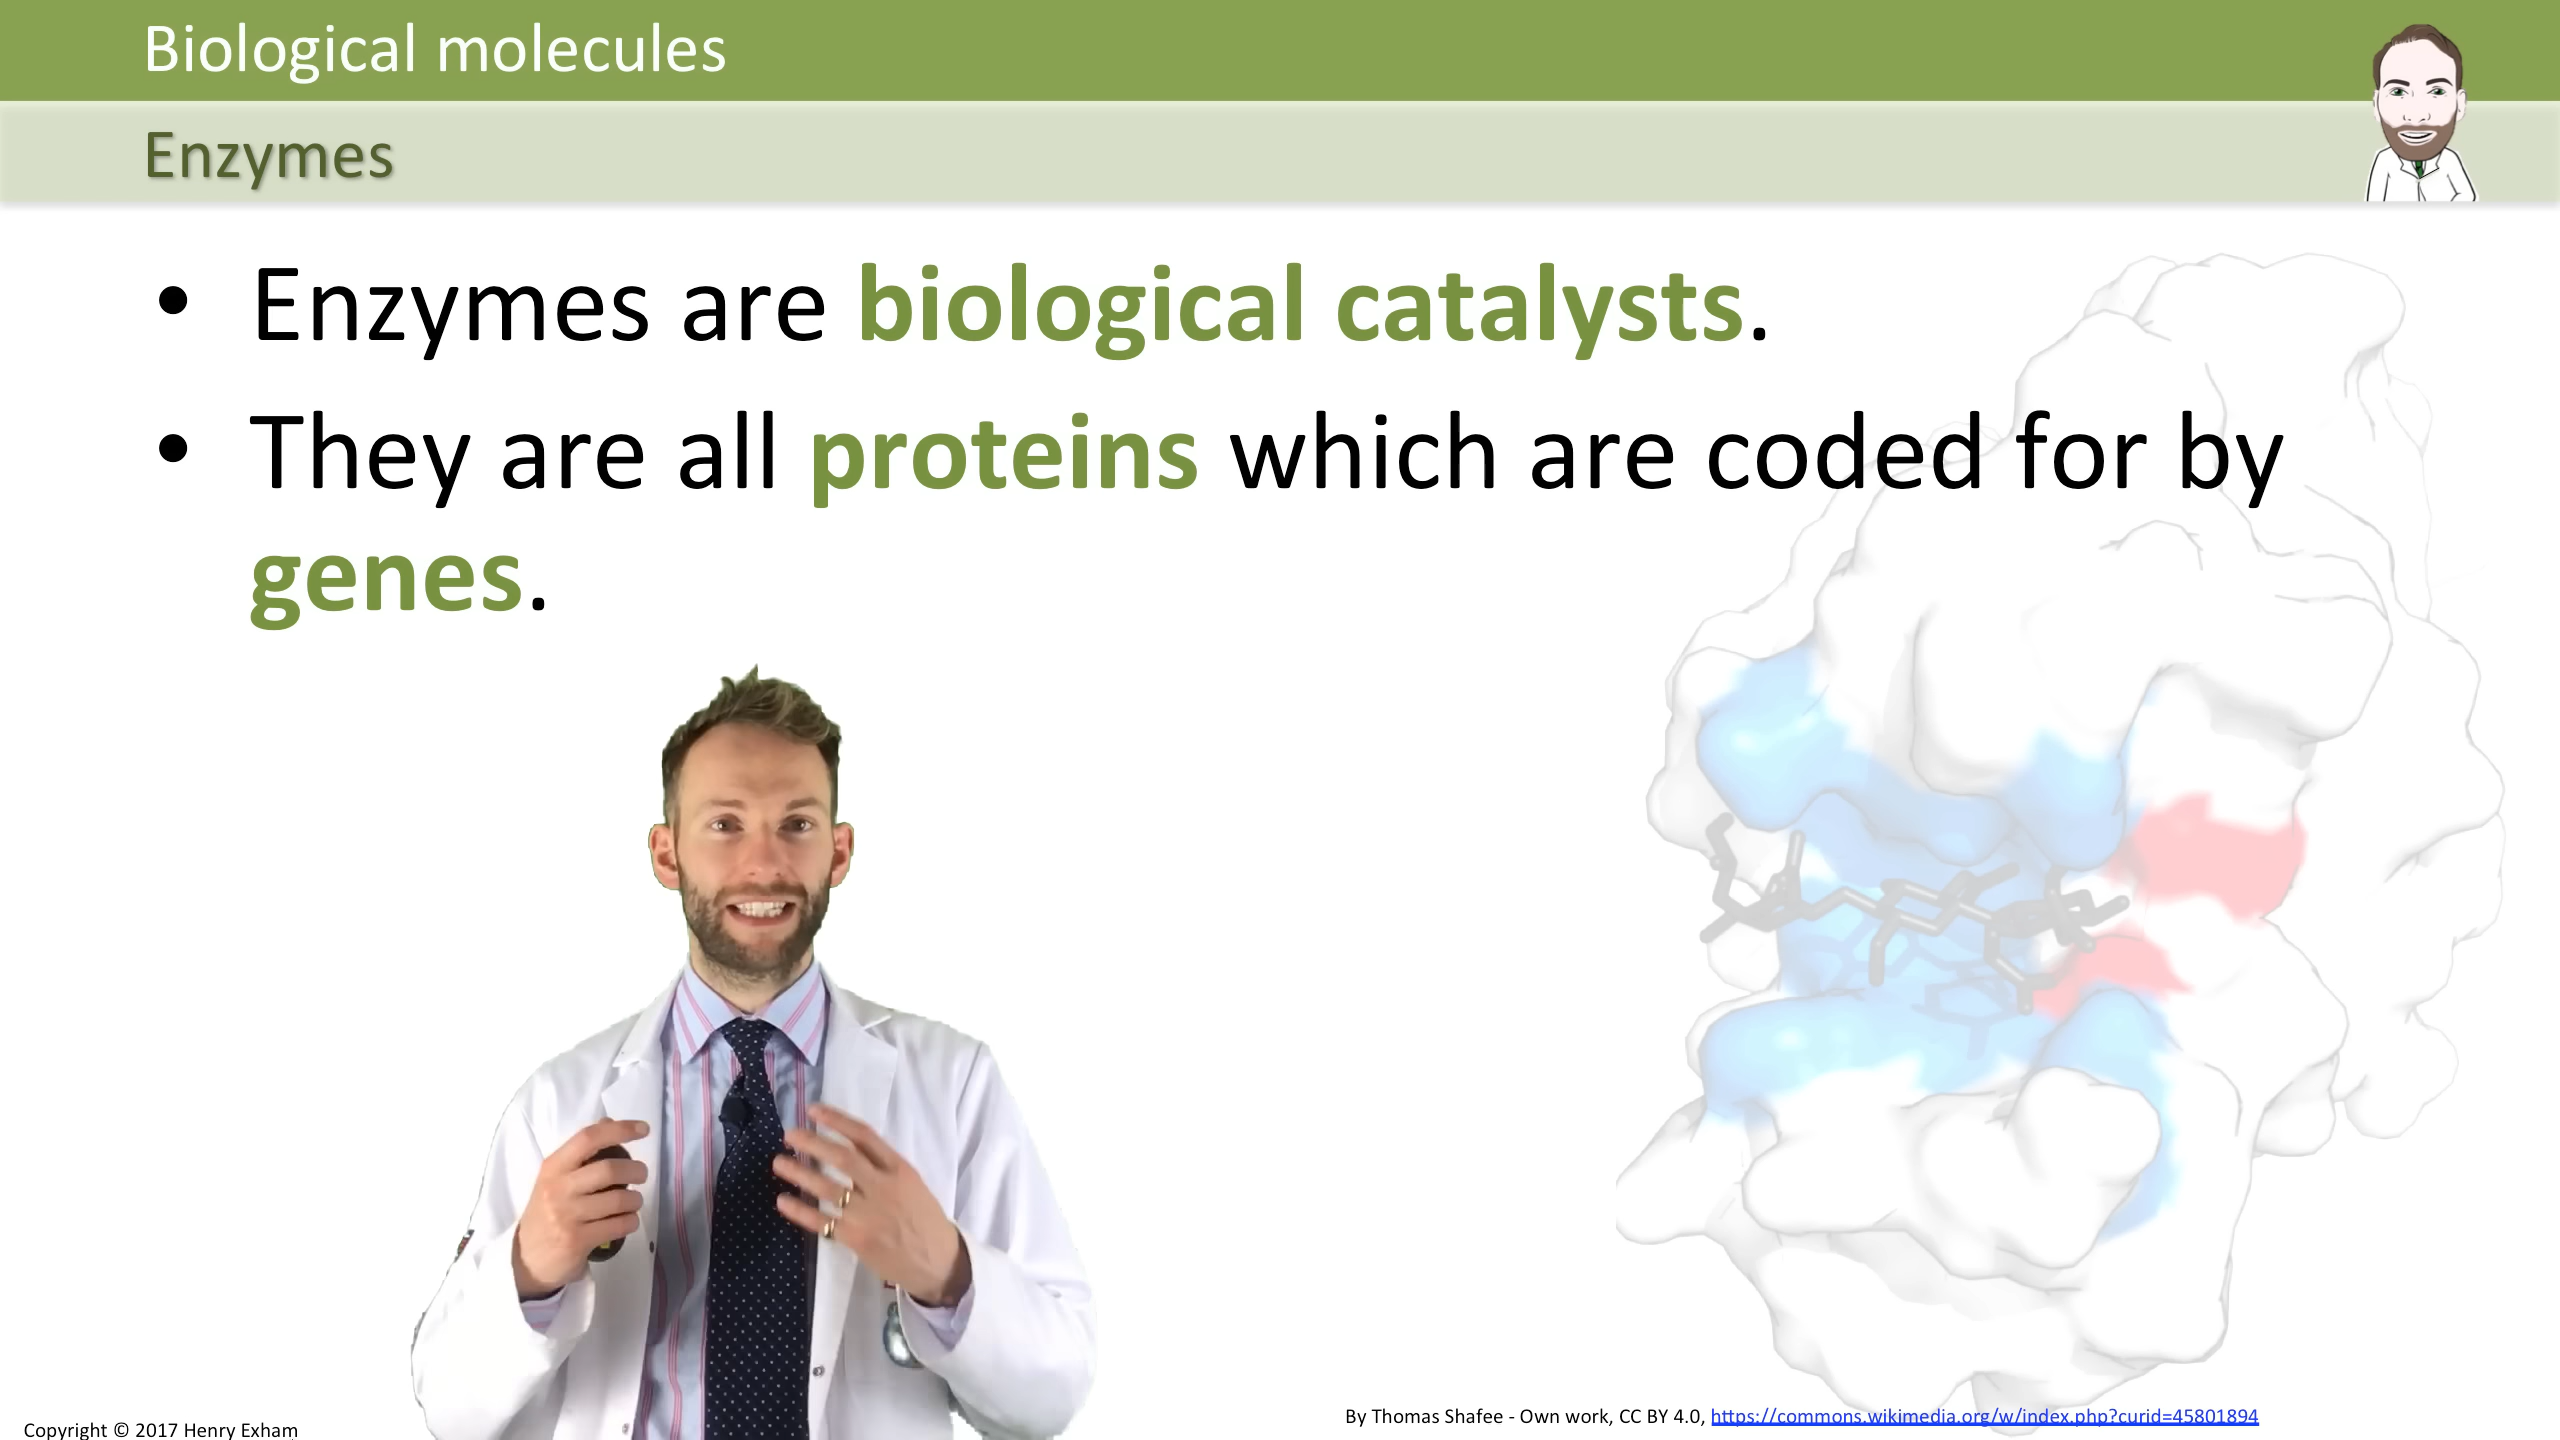 Biological molecules
Enzymes
• Enzymes are biological catalysts.
• They are all proteins which are coded for by
genes.
Copyright © 2017 Henry Exham
By Thomas Shafee - Own work, CC BY 4.0, https://commons.wikimedia.org/w/index.php?curid=45801894